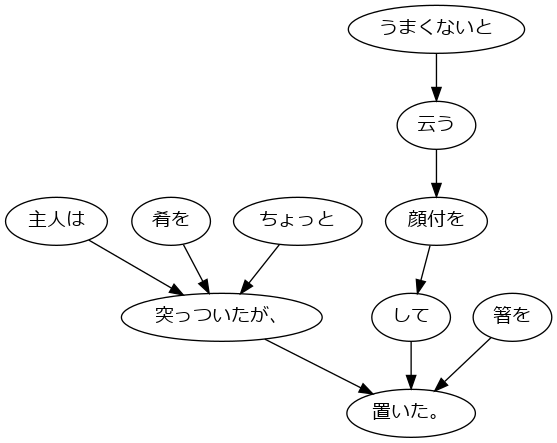 うまくないと
云う
主人は
肴を
ちょっと
顔付を
突っついたが、
して
箸を
置いた。